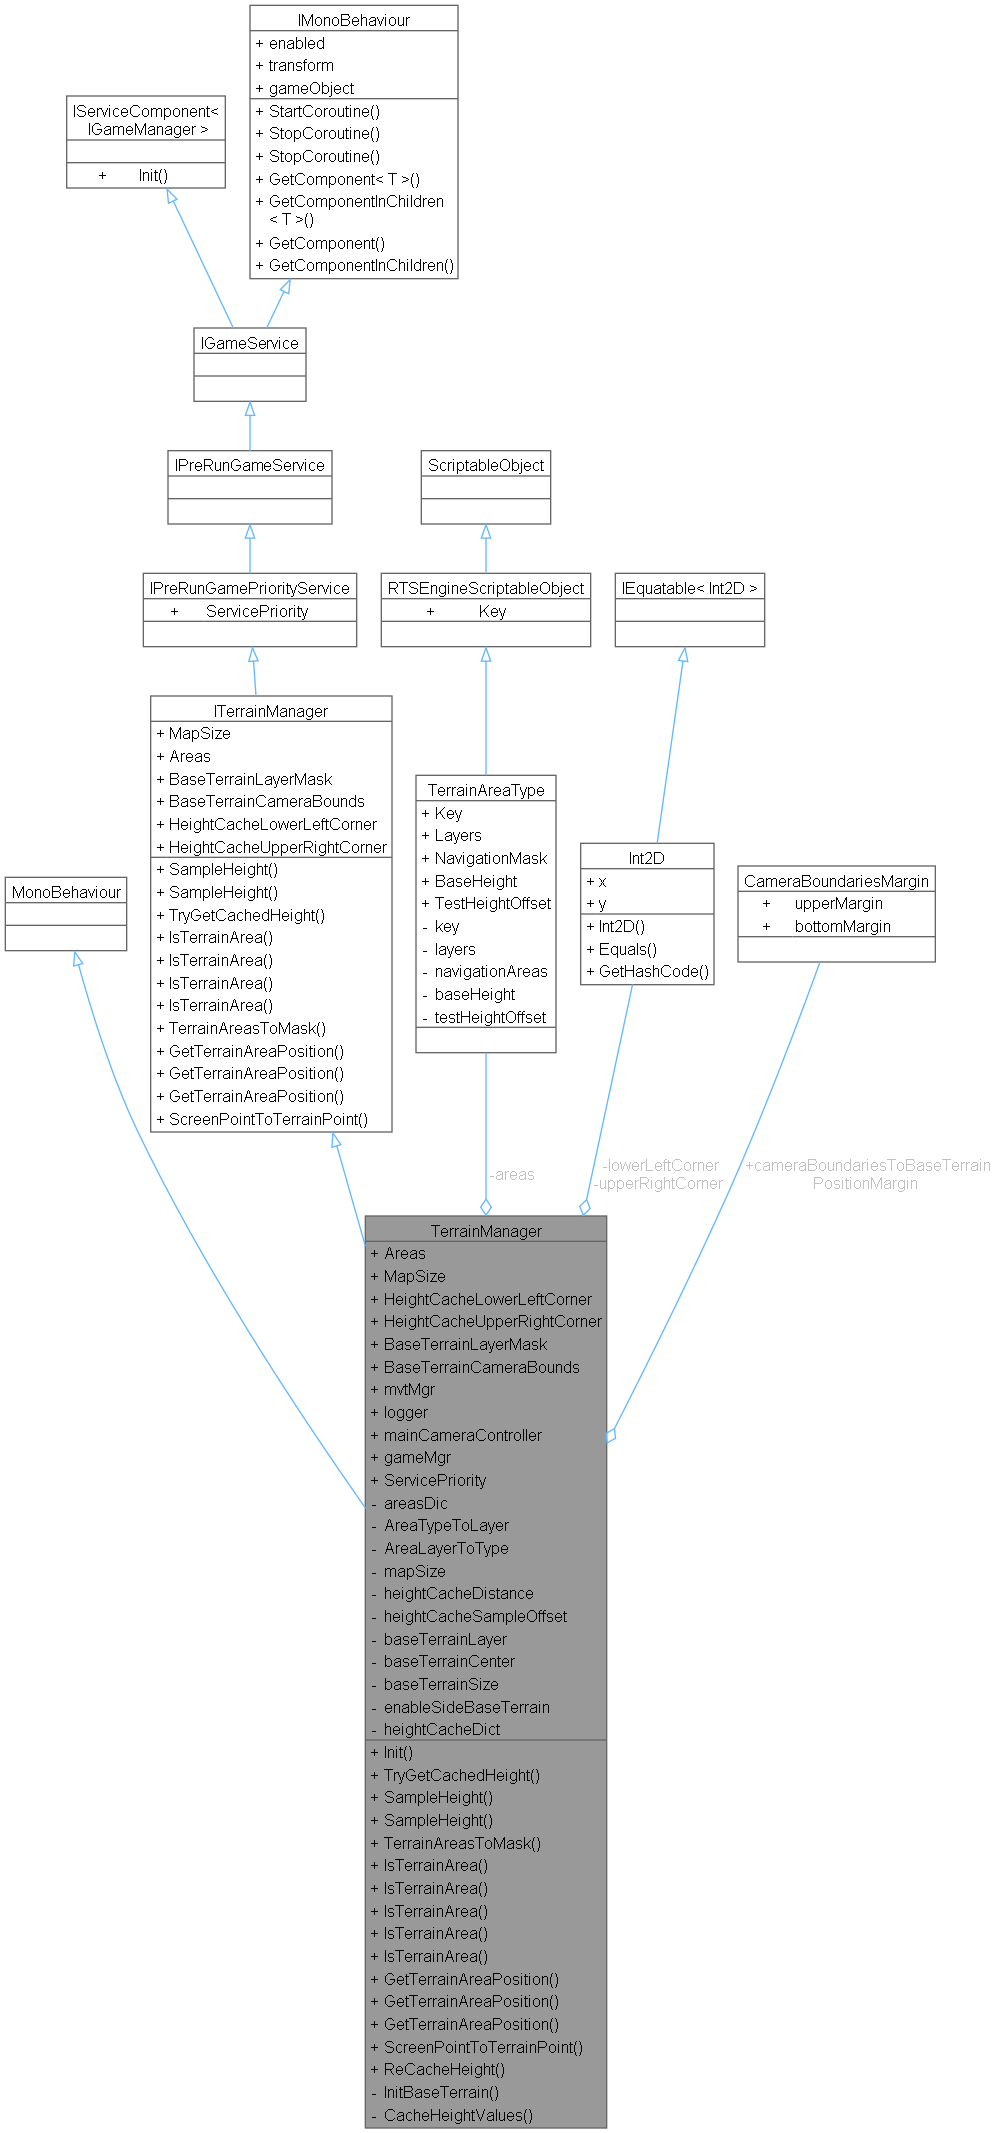 IMonoBehaviour
+ enabled
+ transform
+ gameObject
+ StartCoroutine()
+ StopCoroutine()
+ StopCoroutine()
+ GetComponent< T >()
+ GetComponentInChildren
< T >()
+ GetComponent()
+ GetComponentInChildren()
IServiceComponent<
IGameManager >
+ Init()
IGameService
IPreRunGameService
ScriptableObject
IPreRunGamePriorityService
+ ServicePriority
RTSEngineScriptableObject
+ Key
IEquatable< Int2D >
ITerrainManager
+ MapSize
+ Areas
+ BaseTerrainLayerMask
+ BaseTerrainCameraBounds
+ HeightCacheLowerLeftCorner
+ HeightCacheUpperRightCorner
+ SampleHeight()
+ SampleHeight()
+ TryGetCachedHeight()
+ IsTerrainArea()
+ IsTerrainArea()
+ IsTerrainArea()
+ IsTerrainArea()
+ TerrainAreasToMask()
+ GetTerrainAreaPosition()
+ GetTerrainAreaPosition()
+ GetTerrainAreaPosition()
+ ScreenPointToTerrainPoint()
TerrainAreaType
+ Key
+ Layers
+ NavigationMask
+ BaseHeight
+ TestHeightOffset
- key
- layers
- navigationAreas
- baseHeight
- testHeightOffset
Int2D
+ x
+ y
+ Int2D()
+ Equals()
+ GetHashCode()
CameraBoundariesMargin
+ upperMargin
+ bottomMargin
MonoBehaviour
-areas
-lowerLeftCorner
-upperRightCorner
+cameraBoundariesToBaseTerrain
PositionMargin
TerrainManager
+ Areas
+ MapSize
+ HeightCacheLowerLeftCorner
+ HeightCacheUpperRightCorner
+ BaseTerrainLayerMask
+ BaseTerrainCameraBounds
+ mvtMgr
+ logger
+ mainCameraController
+ gameMgr
+ ServicePriority
- areasDic
- AreaTypeToLayer
- AreaLayerToType
- mapSize
- heightCacheDistance
- heightCacheSampleOffset
- baseTerrainLayer
- baseTerrainCenter
- baseTerrainSize
- enableSideBaseTerrain
- heightCacheDict
+ Init()
+ TryGetCachedHeight()
+ SampleHeight()
+ SampleHeight()
+ TerrainAreasToMask()
+ IsTerrainArea()
+ IsTerrainArea()
+ IsTerrainArea()
+ IsTerrainArea()
+ IsTerrainArea()
+ GetTerrainAreaPosition()
+ GetTerrainAreaPosition()
+ GetTerrainAreaPosition()
+ ScreenPointToTerrainPoint()
+ ReCacheHeight()
- InitBaseTerrain()
- CacheHeightValues()